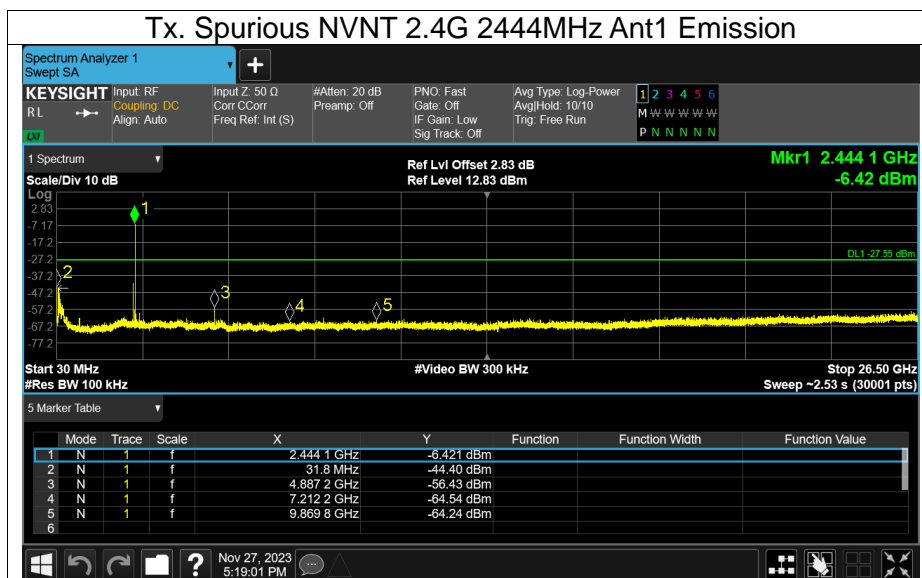 Tx. Spurious NVNT 2.4G 2444MHz Ant1 Emission
Spectrum Analyzer 1
Swept SA
+
KEYSIGHT
R L
LXI
Input: RF
Coupling: DC
Align: Auto
Input Z: 50 Ω
Corr CCorr
Freq Ref: Int (S)
#Atten: 20 dB
Preamp: Off
PNO: Fast
Gate: Off
IF Gain: Low
Sig Track: Off
Avg Type: Log-Power
Avg|Hold: 10/10
Trig: Free Run
1 2 3 4 5 6
M W W W W W
P N N N N N
1 Spectrum
Scale/Div 10 dB
Ref Lvl Offset 2.83 dB
Ref Level 12.83 dBm
Mkr1 2.444 1 GHz
-6.42 dBm
Log
2.83
-7.17
-17.2
-27.2
-37.2
-47.2
-57.2
-67.2
-77.2
1
2
3
4
5
DL1 -27.55 dBm
Start 30 MHz
#Res BW 100 kHz
#Video BW 300 kHz
Stop 26.50 GHz
Sweep ~2.53 s (30001 pts)
5 Marker Table
Mode Trace Scale X Y Function Function Width Function Value
1 N 1 f 2.444 1 GHz -6.421 dBm
2 N 1 f 31.8 MHz -44.40 dBm
3 N 1 f 4.887 2 GHz -56.43 dBm
4 N 1 f 7.212 2 GHz -64.54 dBm
5 N 1 f 9.869 8 GHz -64.24 dBm
6
?
Nov 27, 2023
5:19:01 PM